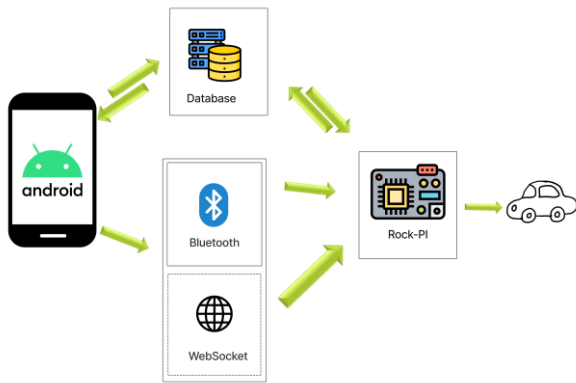 Database
android
Bluetooth
Rock-PI
WebSocket